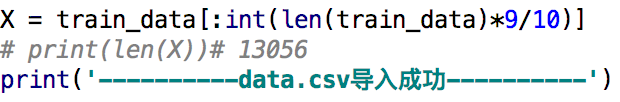 X = train_data[:int(len(train_data)*9/10)]
# print(len(X))# 13056
print('----------data.csv导入成功----------')